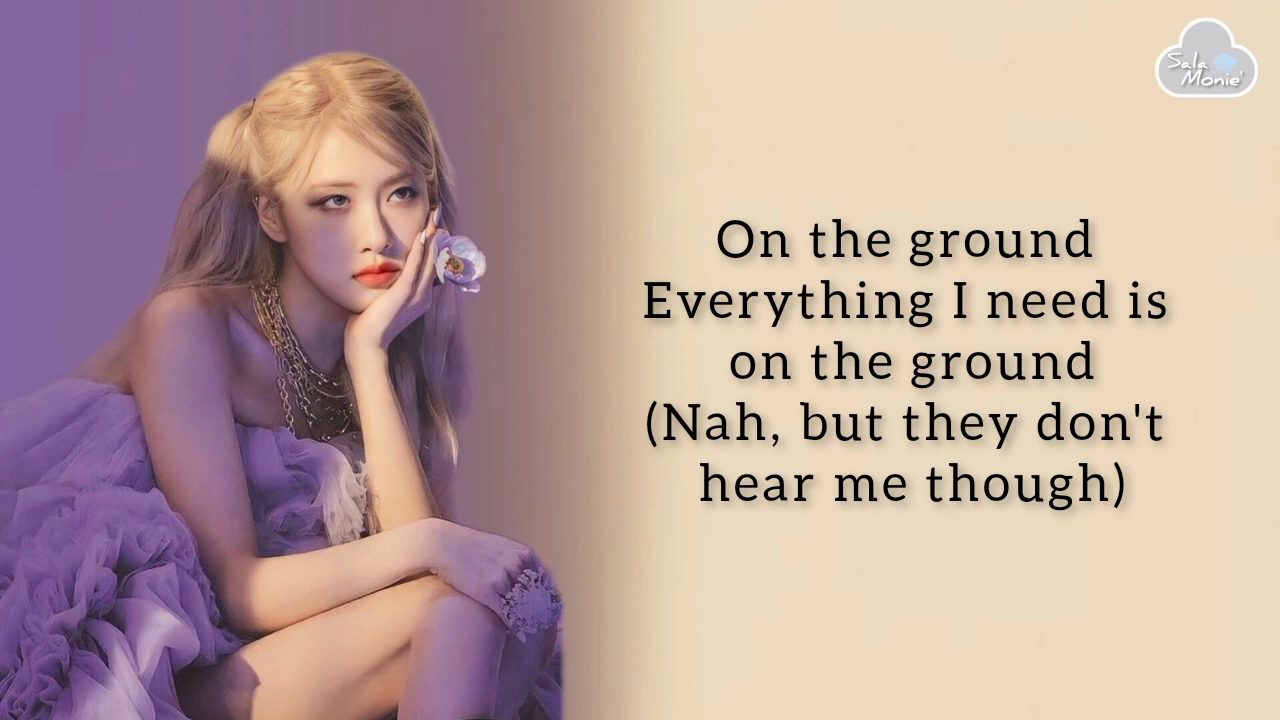 Sala
Monie'
On the ground
Everything I need is
on the ground
(Nah, but they don't
hear me though)